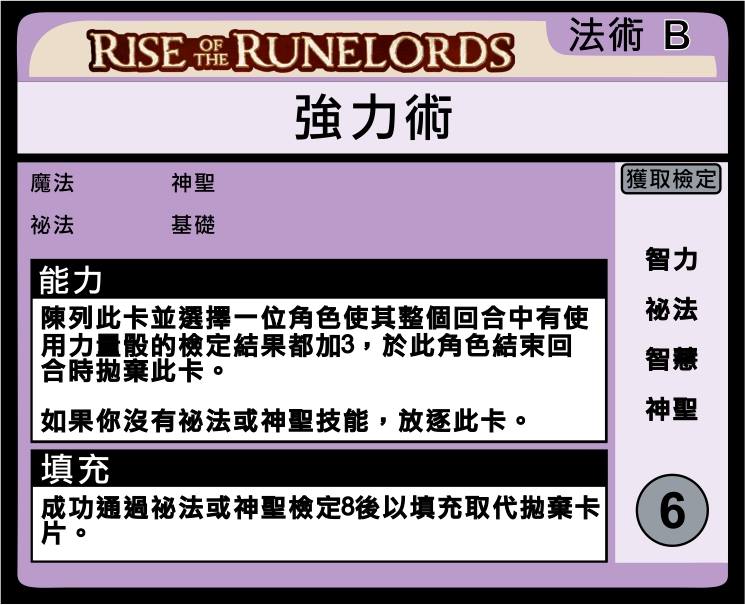 RISE OF THE RUNELORDS
法術 B
強力術
魔法 神聖
祕法 基礎
獲取檢定
智力
祕法
智慧
神聖
6
能力
陳列此卡並選擇一位角色使其整個回合中有使
用力量骰的檢定結果都加3，於此角色結束回
合時拋棄此卡。
如果你沒有祕法或神聖技能，放逐此卡。
填充
成功通過祕法或神聖檢定8後以填充取代拋棄卡
片。